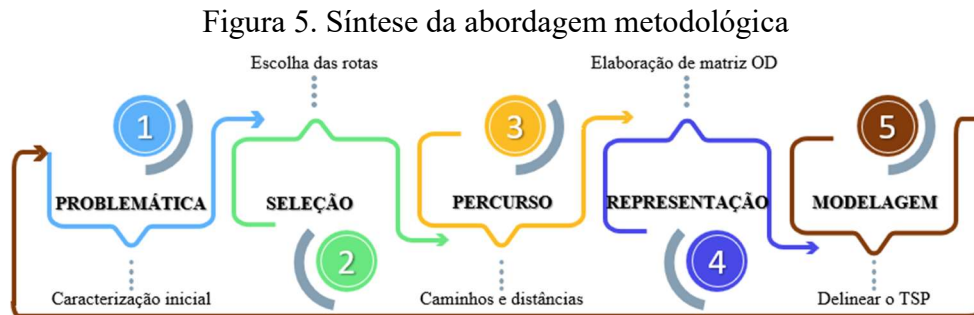 Figura 5. Síntese da abordagem metodológica
Escolha das rotas
Elaboração de matriz OD
1
3
5
PROBLEMÁTICA
SELEÇÃO
PERCURSO
REPRESENTAÇÃO
MODELAGEM
2
4
Caracterização inicial
Caminhos e distâncias
Delinear o TSP